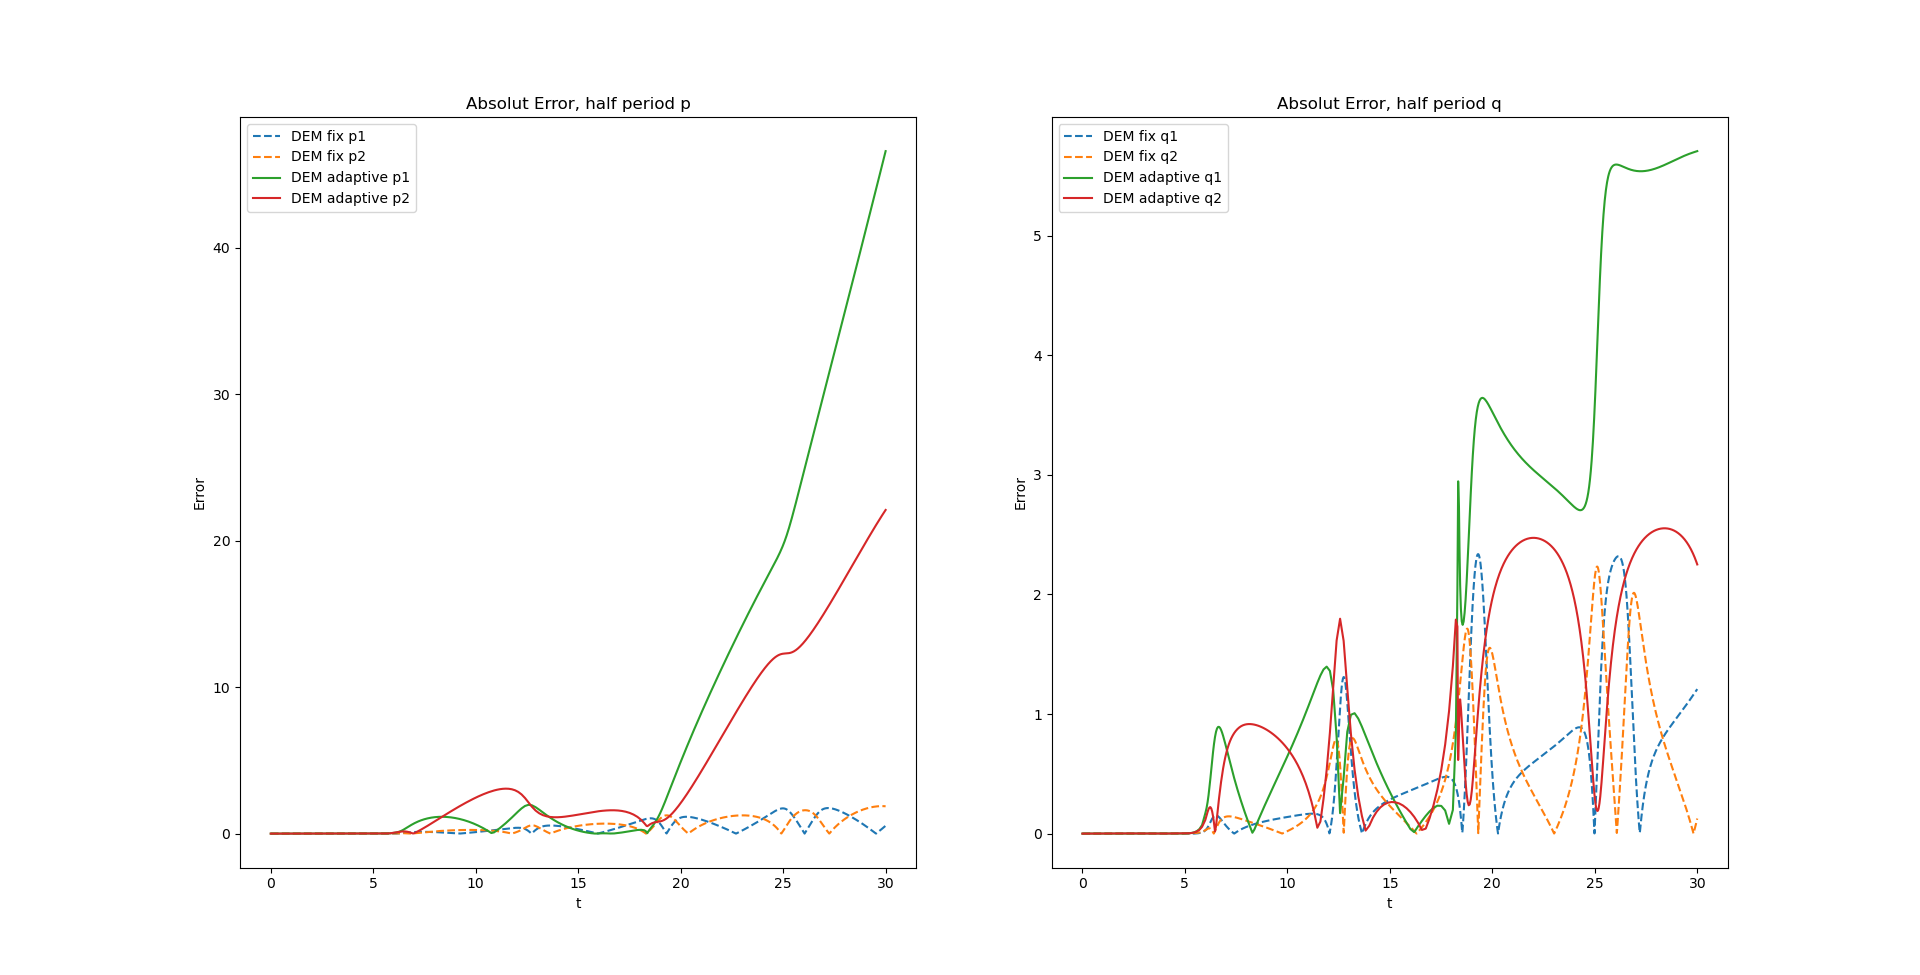 Absolut Error, half period p
DEM fix p1
DEM fix p2
DEM adaptive p1
DEM adaptive p2
Error
40
30
20
10
0
0 5 10 15 20 25 30
t
Absolut Error, half period q
DEM fix q1
DEM fix q2
DEM adaptive q1
DEM adaptive q2
Error
5
4
3
2
1
0
0 5 10 15 20 25 30
t